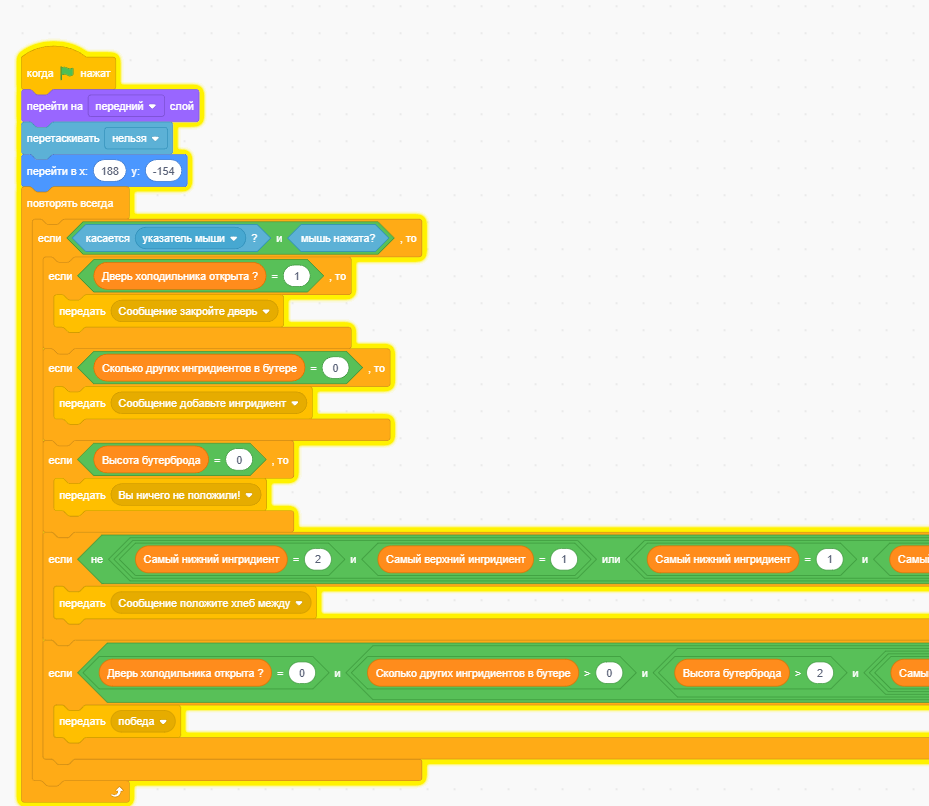 когда нажат
перейти на передний слой
перетаскивать нельзя
перейти в x: 188 y: -154
повторять всегда
если касается указатель мыши ? и мышь нажата? , то
если Дверь холодильника открыта ? = 1 , то
передать Сообщение закройте дверь
если Сколько других ингридиентов в бутере = 0 , то
передать Сообщение добавьте ингридиент
если Высота бутерброда = 0 , то
передать Вы ничего не положили!
если не Самый нижний ингридиент = 2 и Самый верхний ингридиент = 1 или Самый нижний ингридиент = 1 и
передать Сообщение положите хлеб между
если Дверь холодильника открыта ? = 0 и Сколько других ингридиентов в бутере > 0 и Высота бутерброда > 2 и
передать победа